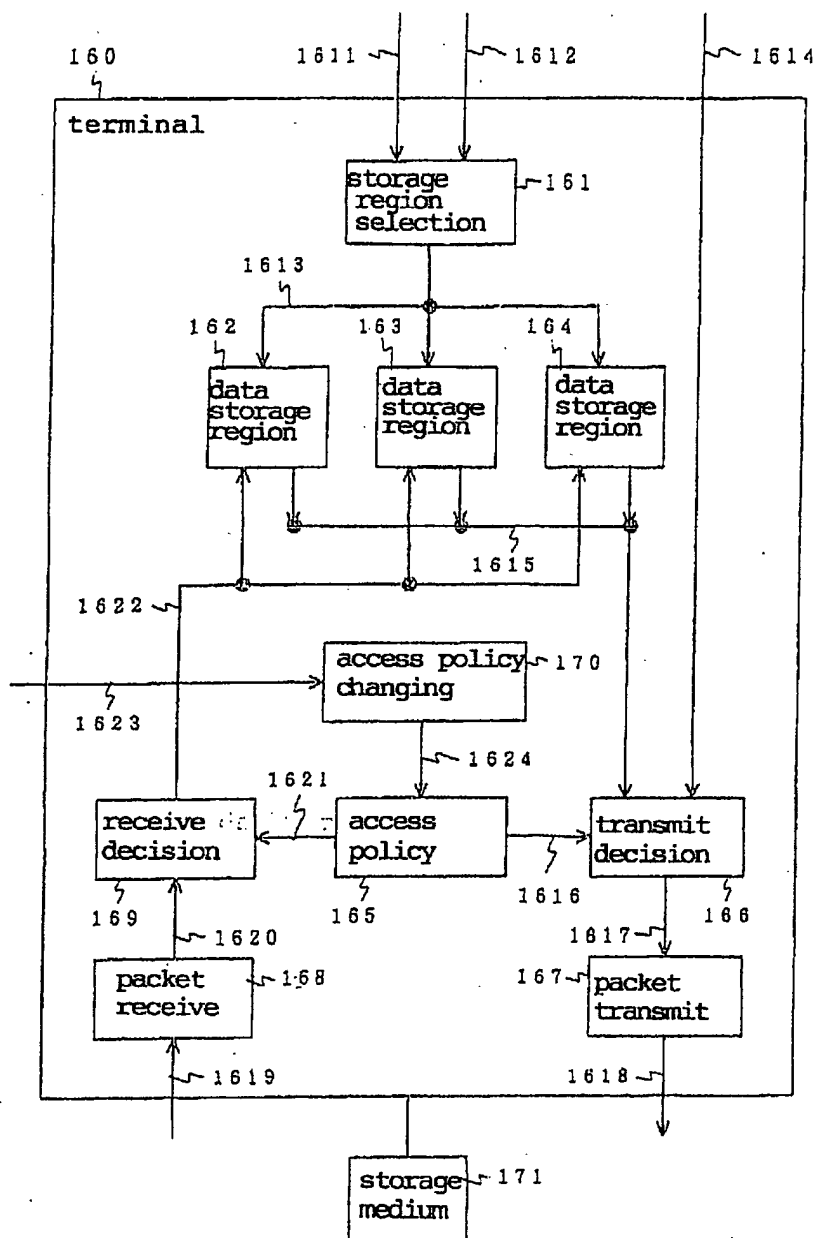 160
1611
1612
1614
terminal
storage
region
selection
161
1613
162
163
164
data
storage
region
data
storage
region
data
storage
region
1615
1622
access policy
changing
170
1623
1624
1621
receive
decision
access
policy
transmit
decision
169
1620
165
1616
166
1617
packet
receive
168
167
packet
transmit
1619
1618
storage
medium
171